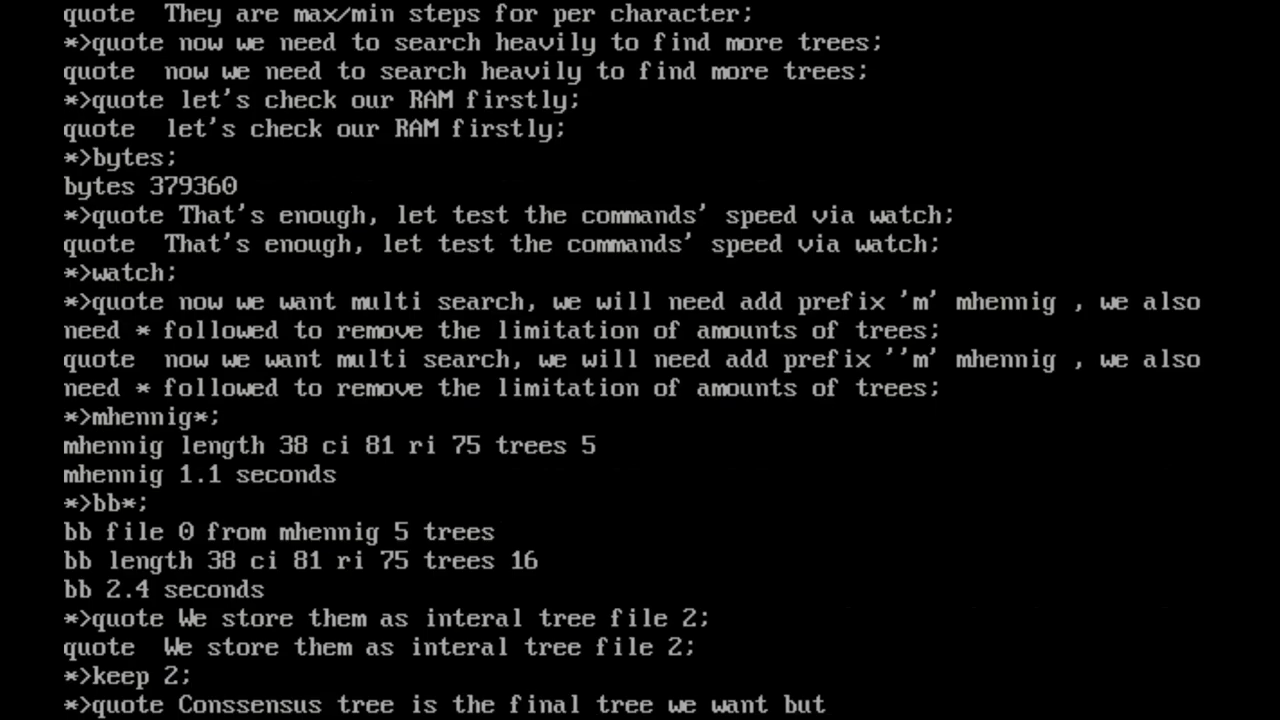 quote  They are max/min steps for per character;
*>quote now we need to search heavily to find more trees;
quote  now we need to search heavily to find more trees;
*>quote let's check our RAM firstly;
quote  let's check our RAM firstly;
*>bytes;
bytes 379360
*>quote That's enough, let test the commands' speed via watch;
quote  That's enough, let test the commands' speed via watch;
*>watch;
*>quote now we want multi search, we will need add prefix 'm' mhennig , we also
need * followed to remove the limitation of amounts of trees;
quote  now we want multi search, we will need add prefix ''m' mhennig , we also
need * followed to remove the limitation of amounts of trees;
*>mhennig*;
mhennig length 38 ci 81 ri 75 trees 5
mhennig 1.1 seconds
*>bb*;
bb file 0 from mhennig 5 trees
bb length 38 ci 81 ri 75 trees 16
bb 2.4 seconds
*>quote We store them as interal tree file 2;
quote  We store them as interal tree file 2;
*>keep 2;
*>quote Conssensus tree is the final tree we want but